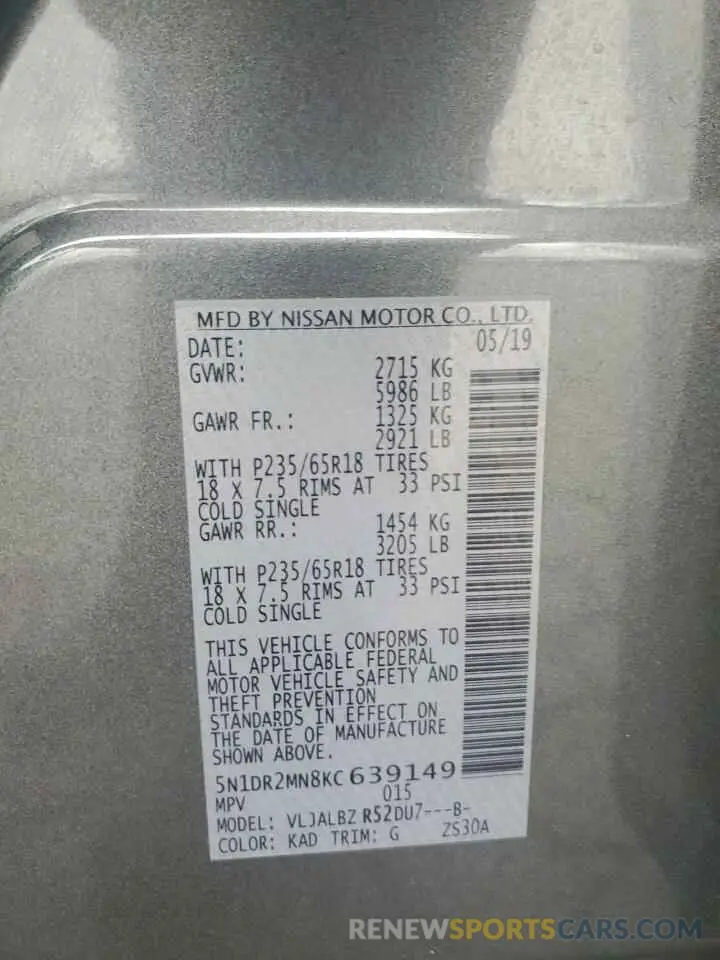 MFD BY NISSAN MOTOR CO., LTD.
DATE: 05/19
GVWR: 2715 KG
5986 LB
GAWR FR.: 1325 KG
2921 LB
WITH P235/65R18 TIRES
18 X 7.5 RIMS AT 33 PSI
COLD SINGLE
GAWR RR.: 1454 KG
3205 LB
WITH P235/65R18 TIRES
18 X 7.5 RIMS AT 33 PSI
COLD SINGLE
THIS VEHICLE CONFORMS TO
ALL APPLICABLE FEDERAL
MOTOR VEHICLE SAFETY AND
THEFT PREVENTION
STANDARDS IN EFFECT ON
THE DATE OF MANUFACTURE
SHOWN ABOVE.
5N1DR2MN8KC639149
MPV 015
MODEL: VLJALBZ R52DU7---B-
COLOR: KAD TRIM: G ZS30A
RENEWSPORTSCARS.COM